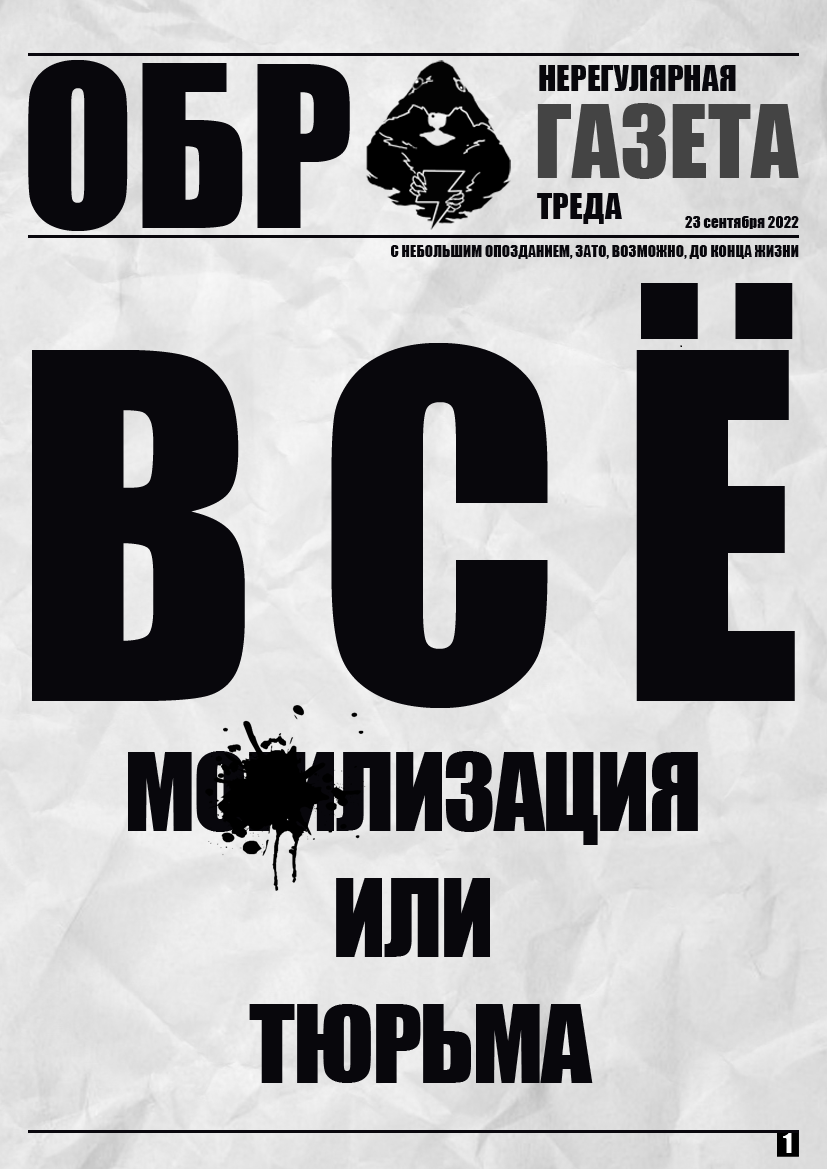 ОБР
НЕРЕГУЛЯРНАЯ
ГАЗЕТА
ТРЕДА
23 сентября 2022
С НЕБОЛЬШИМ ОПОЗДАНИЕМ, ЗАТО, ВОЗМОЖНО, ДО КОНЦА ЖИЗНИ
ВСЁ
ИЛИ
ТЮРЬМА
1